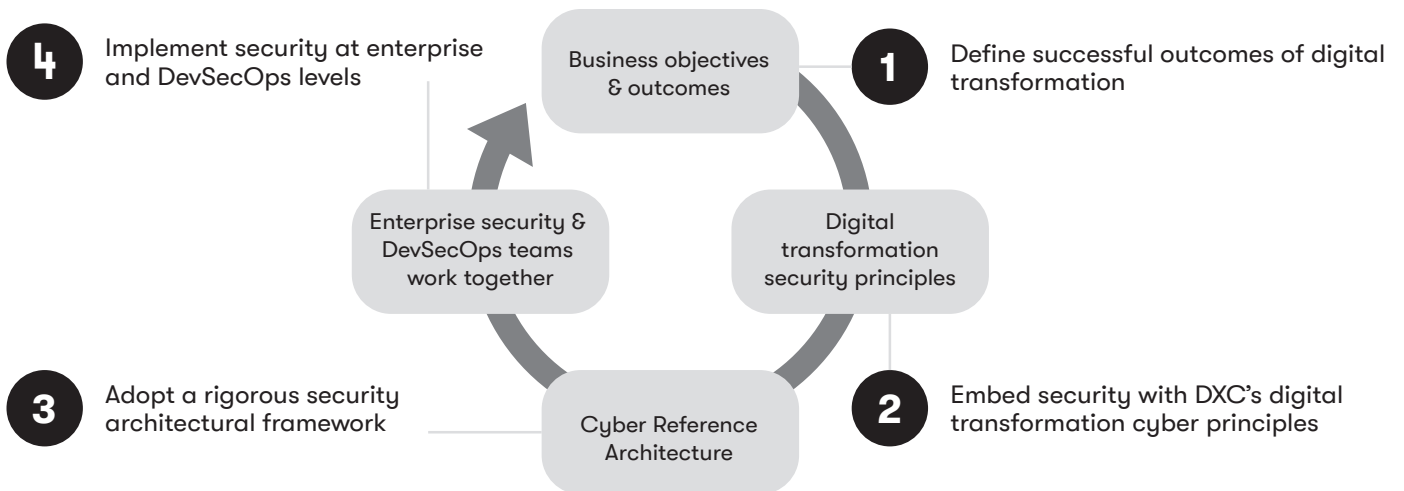 4
Implement security at enterprise
and DevSecOps levels
Business objectives
& outcomes
1
Define successful outcomes of digital
transformation
Enterprise security &
DevSecOps teams
work together
Digital
transformation
security principles
3
Adopt a rigorous security
architectural framework
Cyber Reference
Architecture
2
Embed security with DXC’s digital
transformation cyber principles